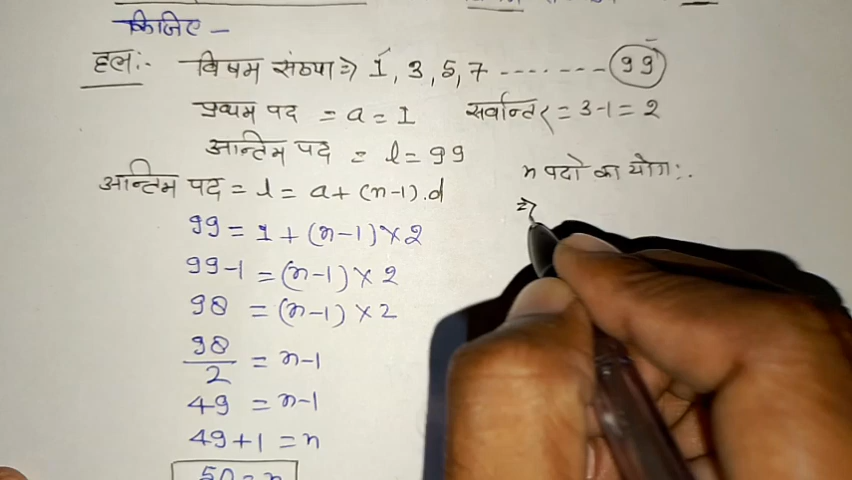 किजिए -
हलः- विषम संख्या ⇒ 1, 3, 5, 7 ------- 99
प्रथम पद = a = 1 सर्वान्तर = 3-1 = 2
अन्तिम पद = l = 99
n पदो का योगः-
अन्तिम पद = l = a + (n-1).d
⇒
99 = 1 + (n-1) × 2
99-1 = (n-1) × 2
98 = (n-1) × 2
98/2 = n-1
49 = n-1
49+1 = n
50 = n